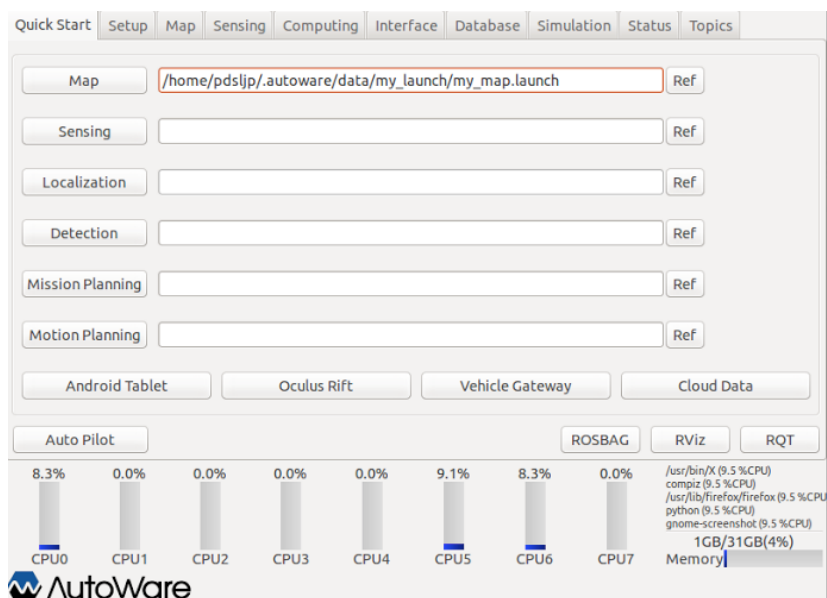 Quick Start Setup Map Sensing Computing Interface Database Simulation Status Topics
Map /home/pdsljp/.autoware/data/my_launch/my_map.launch Ref
Sensing Ref
Localization Ref
Detection Ref
Mission Planning Ref
Motion Planning Ref
Android Tablet Oculus Rift Vehicle Gateway Cloud Data
Auto Pilot ROSBAG RViz RQT
8.3% 0.0% 0.0% 0.0% 0.0% 9.1% 8.3% 0.0%
CPU0 CPU1 CPU2 CPU3 CPU4 CPU5 CPU6 CPU7
/usr/bin/X (9.5 %CPU)
compiz (9.5 %CPU)
/usr/lib/firefox/firefox (9.5 %CPU
python (9.5 %CPU)
gnome-screenshot (9.5 %CPU)
1GB/31GB(4%)
Memory
AutoWare